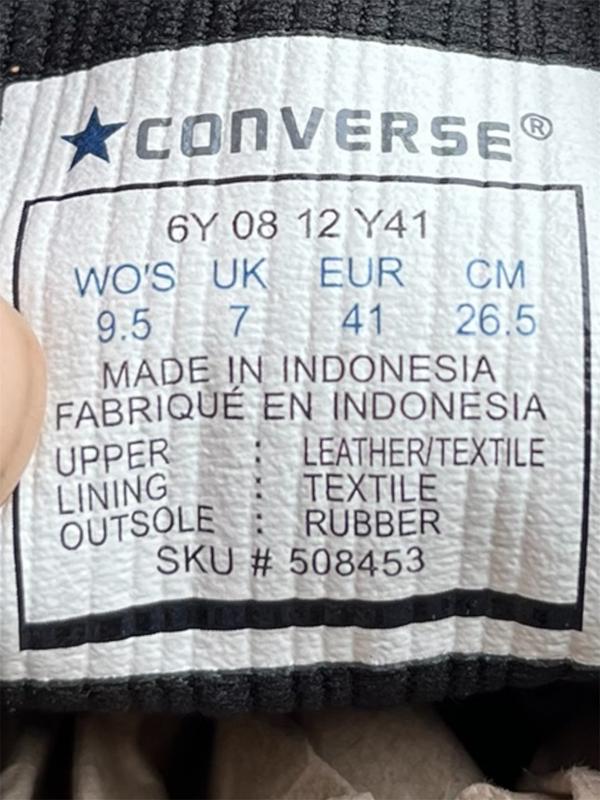 ★CONVERSE®
6Y 08 12 Y41
WO'S UK EUR CM
9.5 7 41 26.5
MADE IN INDONESIA
FABRIQUÉ EN INDONESIA
UPPER : LEATHER/TEXTILE
LINING : TEXTILE
OUTSOLE : RUBBER
SKU # 508453